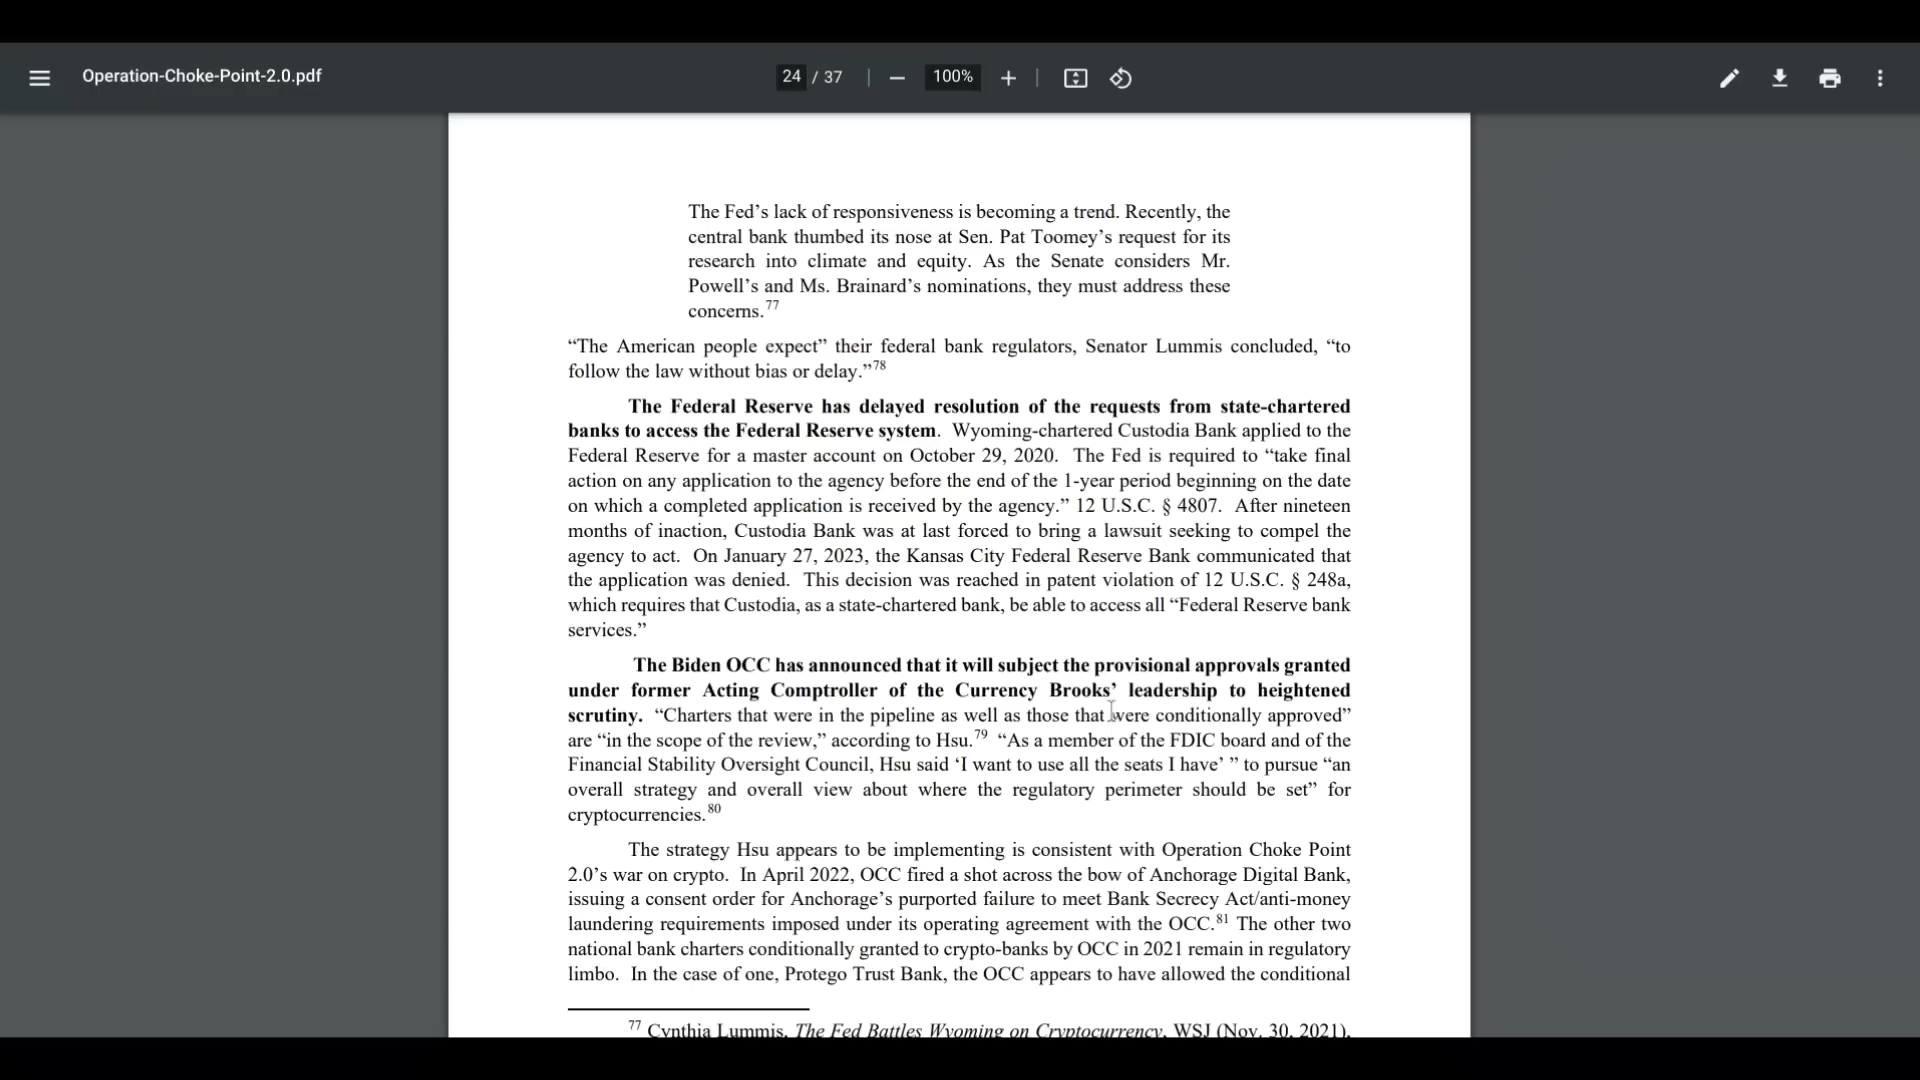 Operation-Choke-Point-2.0.pdf
24 / 37
100%
The Fed’s lack of responsiveness is becoming a trend. Recently, the
central bank thumbed its nose at Sen. Pat Toomey’s request for its
research into climate and equity. As the Senate considers Mr.
Powell’s and Ms. Brainard’s nominations, they must address these
concerns.77
“The American people expect” their federal bank regulators, Senator Lummis concluded, “to
follow the law without bias or delay.”78
The Federal Reserve has delayed resolution of the requests from state-chartered
banks to access the Federal Reserve system. Wyoming-chartered Custodia Bank applied to the
Federal Reserve for a master account on October 29, 2020. The Fed is required to “take final
action on any application to the agency before the end of the 1-year period beginning on the date
on which a completed application is received by the agency.” 12 U.S.C. § 4807. After nineteen
months of inaction, Custodia Bank was at last forced to bring a lawsuit seeking to compel the
agency to act. On January 27, 2023, the Kansas City Federal Reserve Bank communicated that
the application was denied. This decision was reached in patent violation of 12 U.S.C. § 248a,
which requires that Custodia, as a state-chartered bank, be able to access all “Federal Reserve bank
services.”
The Biden OCC has announced that it will subject the provisional approvals granted
under former Acting Comptroller of the Currency Brooks’ leadership to heightened
scrutiny. “Charters that were in the pipeline as well as those that were conditionally approved”
are “in the scope of the review,” according to Hsu.79 “As a member of the FDIC board and of the
Financial Stability Oversight Council, Hsu said ‘I want to use all the seats I have’ ” to pursue “an
overall strategy and overall view about where the regulatory perimeter should be set” for
cryptocurrencies.80
The strategy Hsu appears to be implementing is consistent with Operation Choke Point
2.0’s war on crypto. In April 2022, OCC fired a shot across the bow of Anchorage Digital Bank,
issuing a consent order for Anchorage’s purported failure to meet Bank Secrecy Act/anti-money
laundering requirements imposed under its operating agreement with the OCC.81 The other two
national bank charters conditionally granted to crypto-banks by OCC in 2021 remain in regulatory
limbo. In the case of one, Protego Trust Bank, the OCC appears to have allowed the conditional
77 Cynthia Lummis, The Fed Battles Wyoming on Cryptocurrency, WSJ (Nov. 30, 2021),